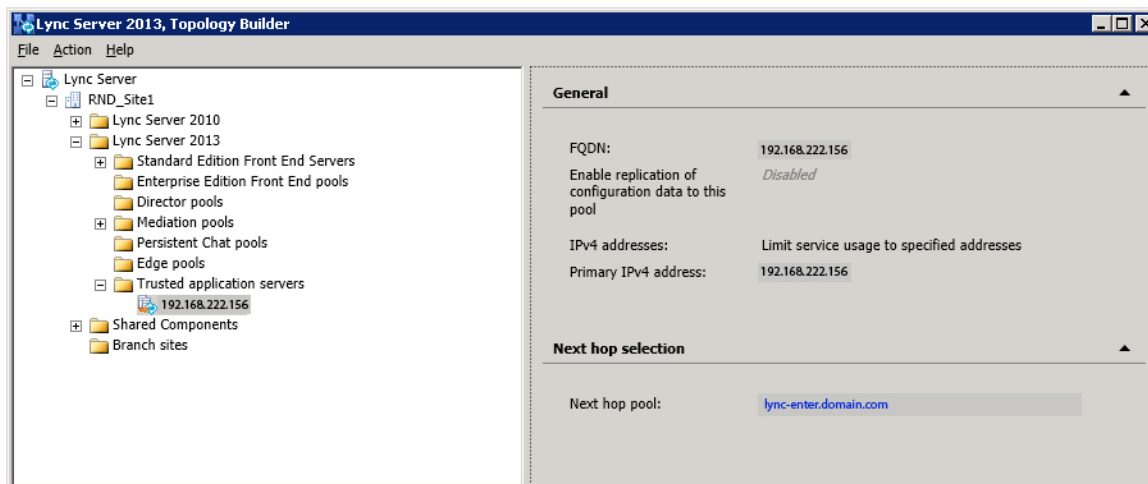 Lync Server 2013, Topology Builder
File Action Help
Lync Server
RND_Site1
Lync Server 2010
Lync Server 2013
Standard Edition Front End Servers
Enterprise Edition Front End pools
Director pools
Mediation pools
Persistent Chat pools
Edge pools
Trusted application servers
192.168.222.156
Shared Components
Branch sites
General
FQDN: 192.168.222.156
Enable replication of Disabled
configuration data to this
pool
IPv4 addresses: Limit service usage to specified addresses
Primary IPv4 address: 192.168.222.156
Next hop selection
Next hop pool: lync-enter.domain.com